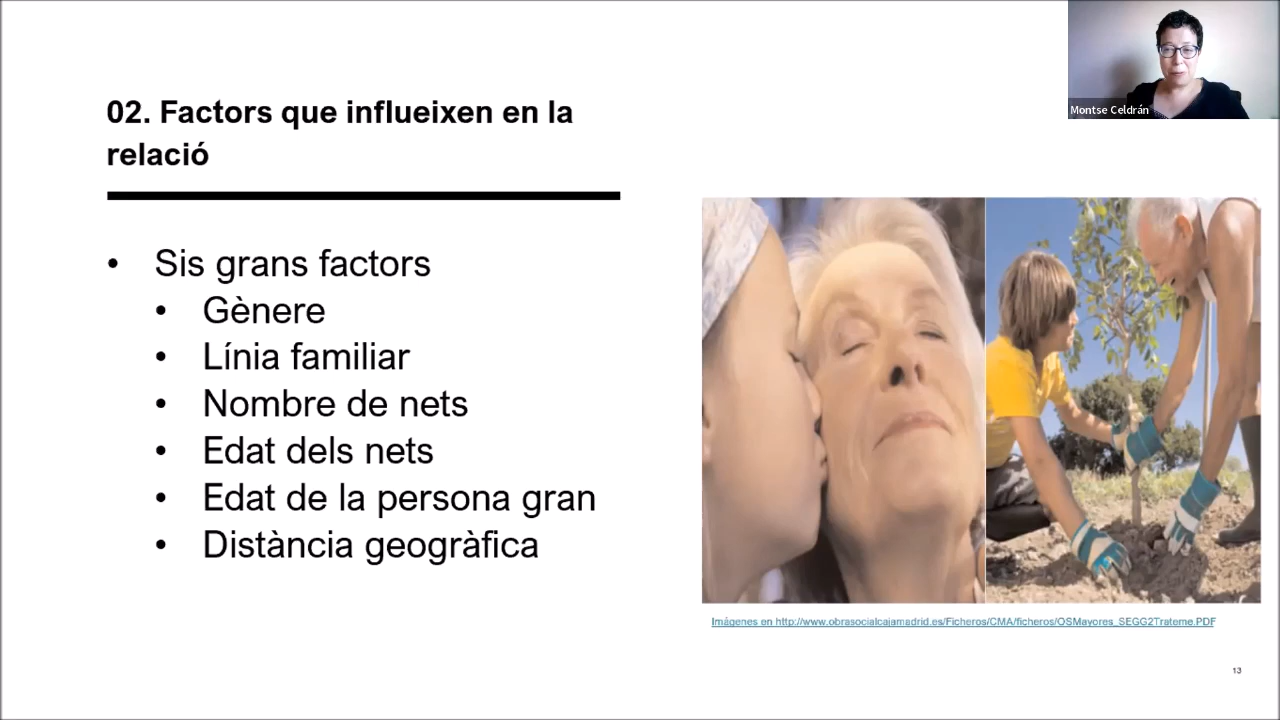 02. Factors que influeixen en la
relació
• Sis grans factors
• Gènere
• Línia familiar
• Nombre de nets
• Edat dels nets
• Edat de la persona gran
• Distància geogràfica
Montse Celdrán
Imágenes en http://www.obrasocialcajamadrid.es/Ficheros/CMA/ficheros/OSMayores_SEGG2Trateme.PDF
13